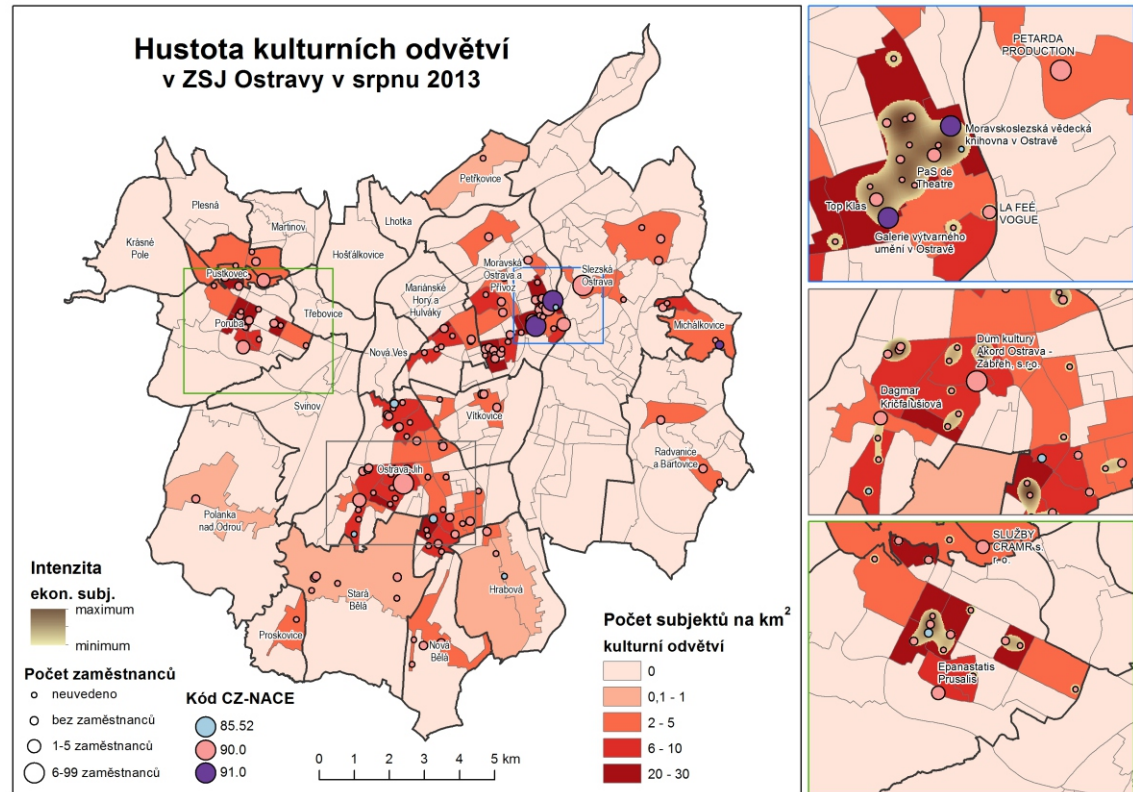 Hustota kulturních odvětví
v ZSJ Ostravy v srpnu 2013
Petřkovice
Plesná
Martinov
Lhotka
Krásné
Pole
Hošťálkovice
Pustkovec
Moravská
Ostrava a
Přívoz
Slezská
Ostrava
Mariánské
Hory a
Hulváky
Třebovice
Poruba
Michálkovice
Nová Ves
Svinov
Vítkovice
Radvanice
a Bartovice
Ostrava-Jih
Polanka
nad Odrou
Hrabová
Stará
Bělá
Proskovice
Nová
Bělá
Intenzita
ekon. subj.
maximum
minimum
Počet zaměstnanců
neuvedeno
bez zaměstnanců
1-5 zaměstnanců
6-99 zaměstnanců
Kód CZ-NACE
85.52
90.0
91.0
0 1 2 3 4 5 km
Počet subjektů na km²
kulturní odvětví
0
0,1 - 1
2 - 5
6 - 10
20 - 30
PETARDA
PRODUCTION
Moravskoslezská vědecká
knihovna v Ostravě
PaS de
Theatre
Top Klas
LA FEÉ
VOGUE
Galerie výtvarného
umění v Ostravě
Dům kultury
Akord Ostrava -
Zábřeh, s.r.o.
Dagmar
Kričfalušiová
SLUŽBY
CRAMR s.
r. o.
Epanastatis
Prusalis